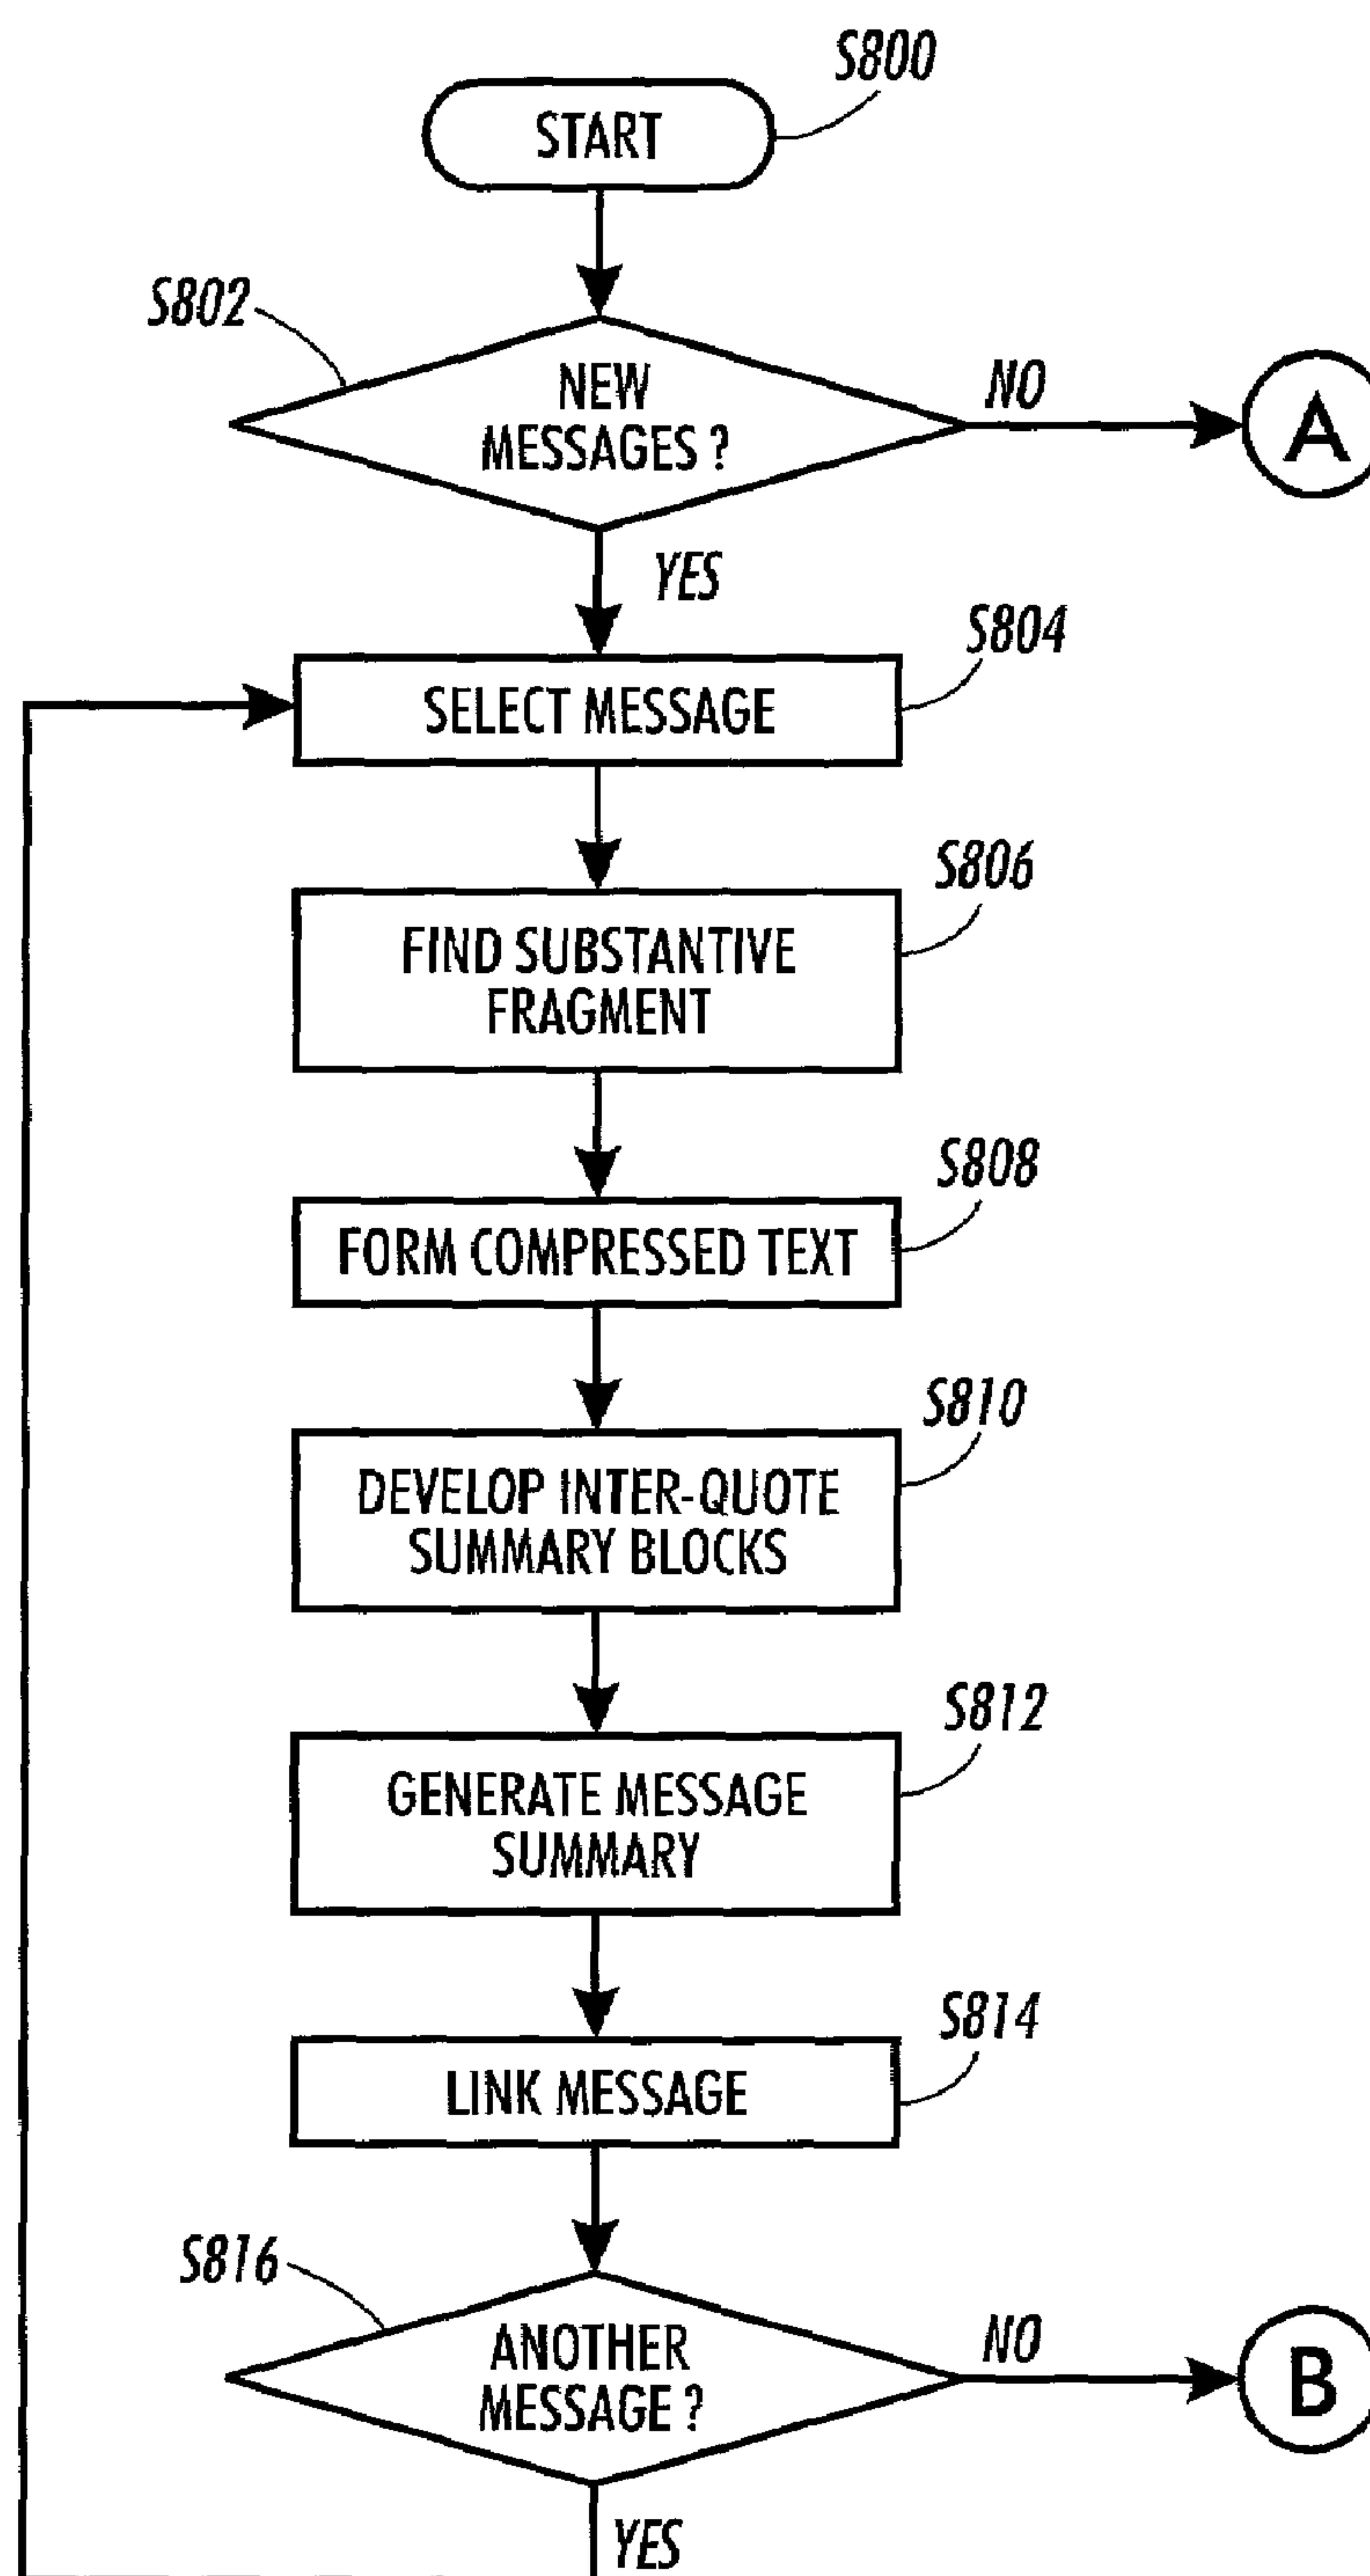 S800
START
S802
NEW
MESSAGES ?
NO
A
YES
S804
SELECT MESSAGE
S806
FIND SUBSTANTIVE
FRAGMENT
S808
FORM COMPRESSED TEXT
S810
DEVELOP INTER-QUOTE
SUMMARY BLOCKS
S812
GENERATE MESSAGE
SUMMARY
S814
LINK MESSAGE
S816
ANOTHER
MESSAGE ?
NO
B
YES